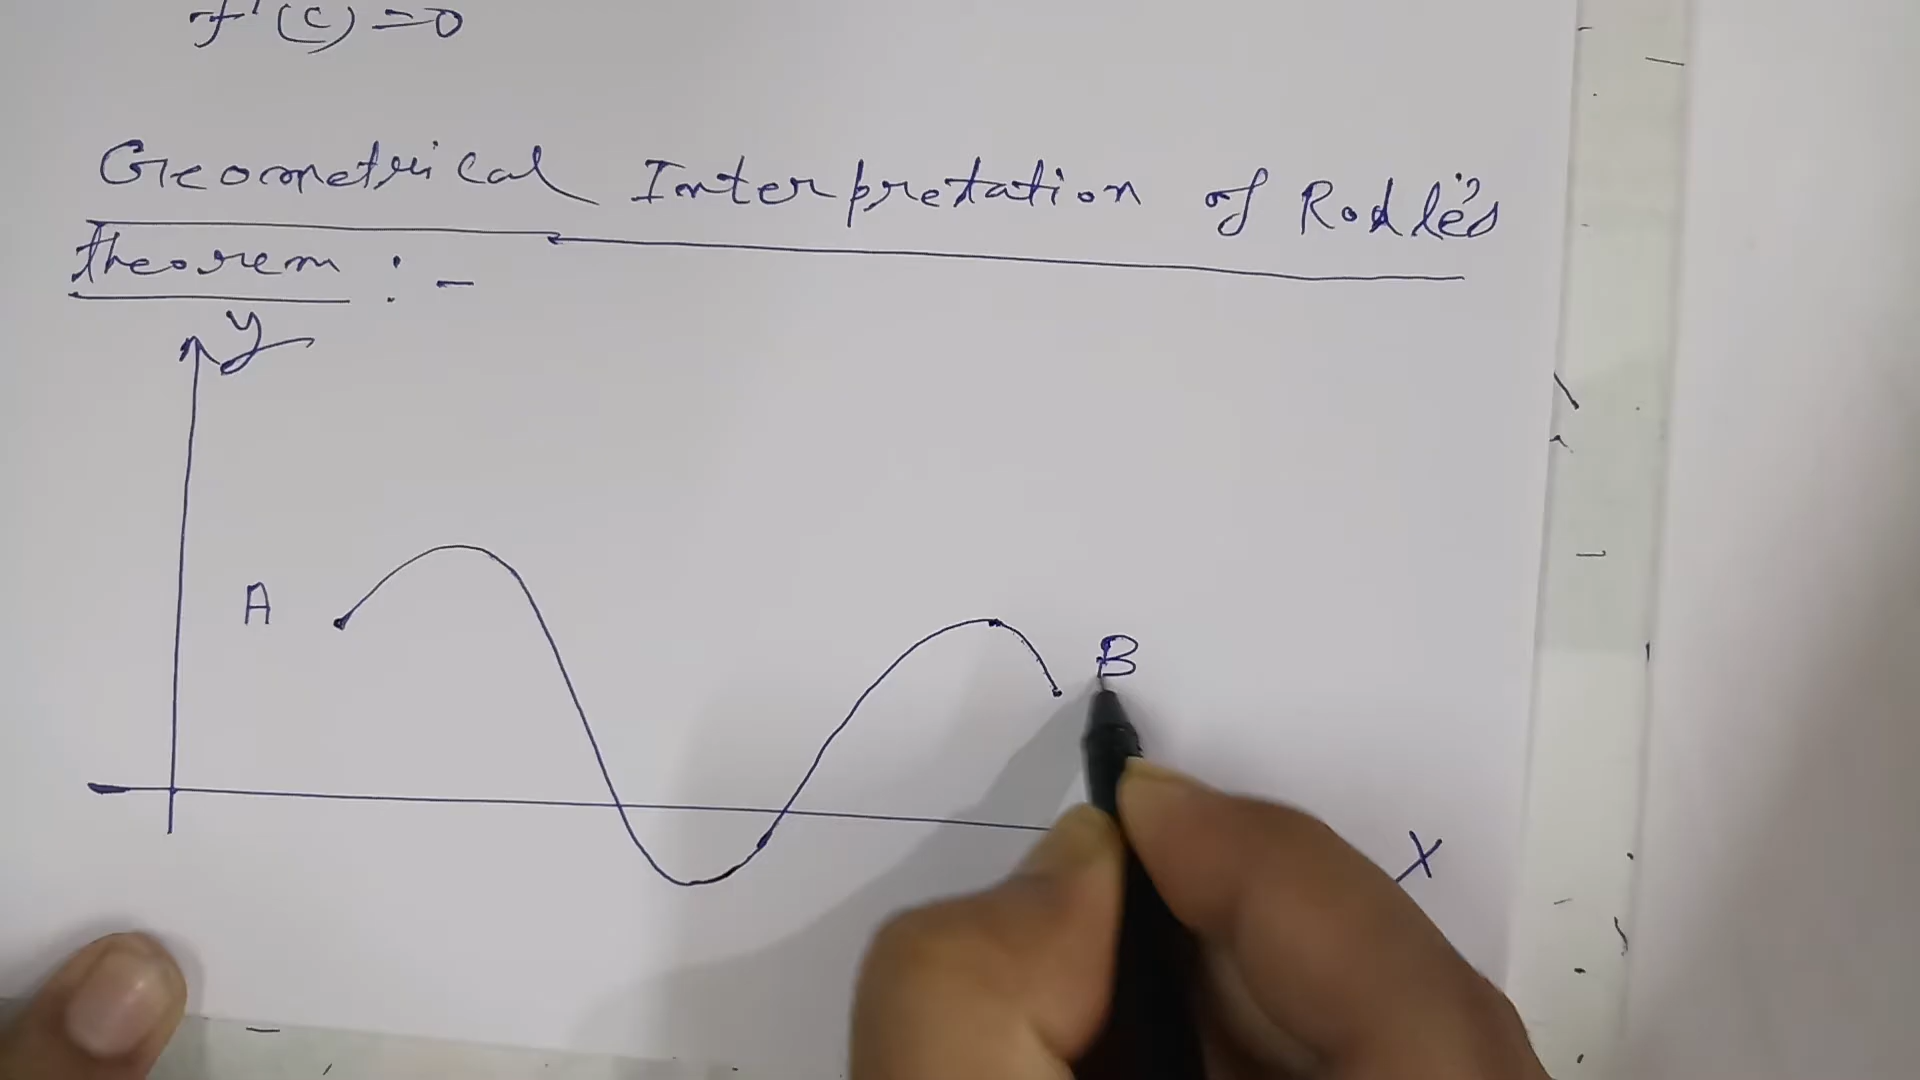 f'(c)=0
Geometrical Interpretation of Rolle's
theorem :-
y
A
B
X